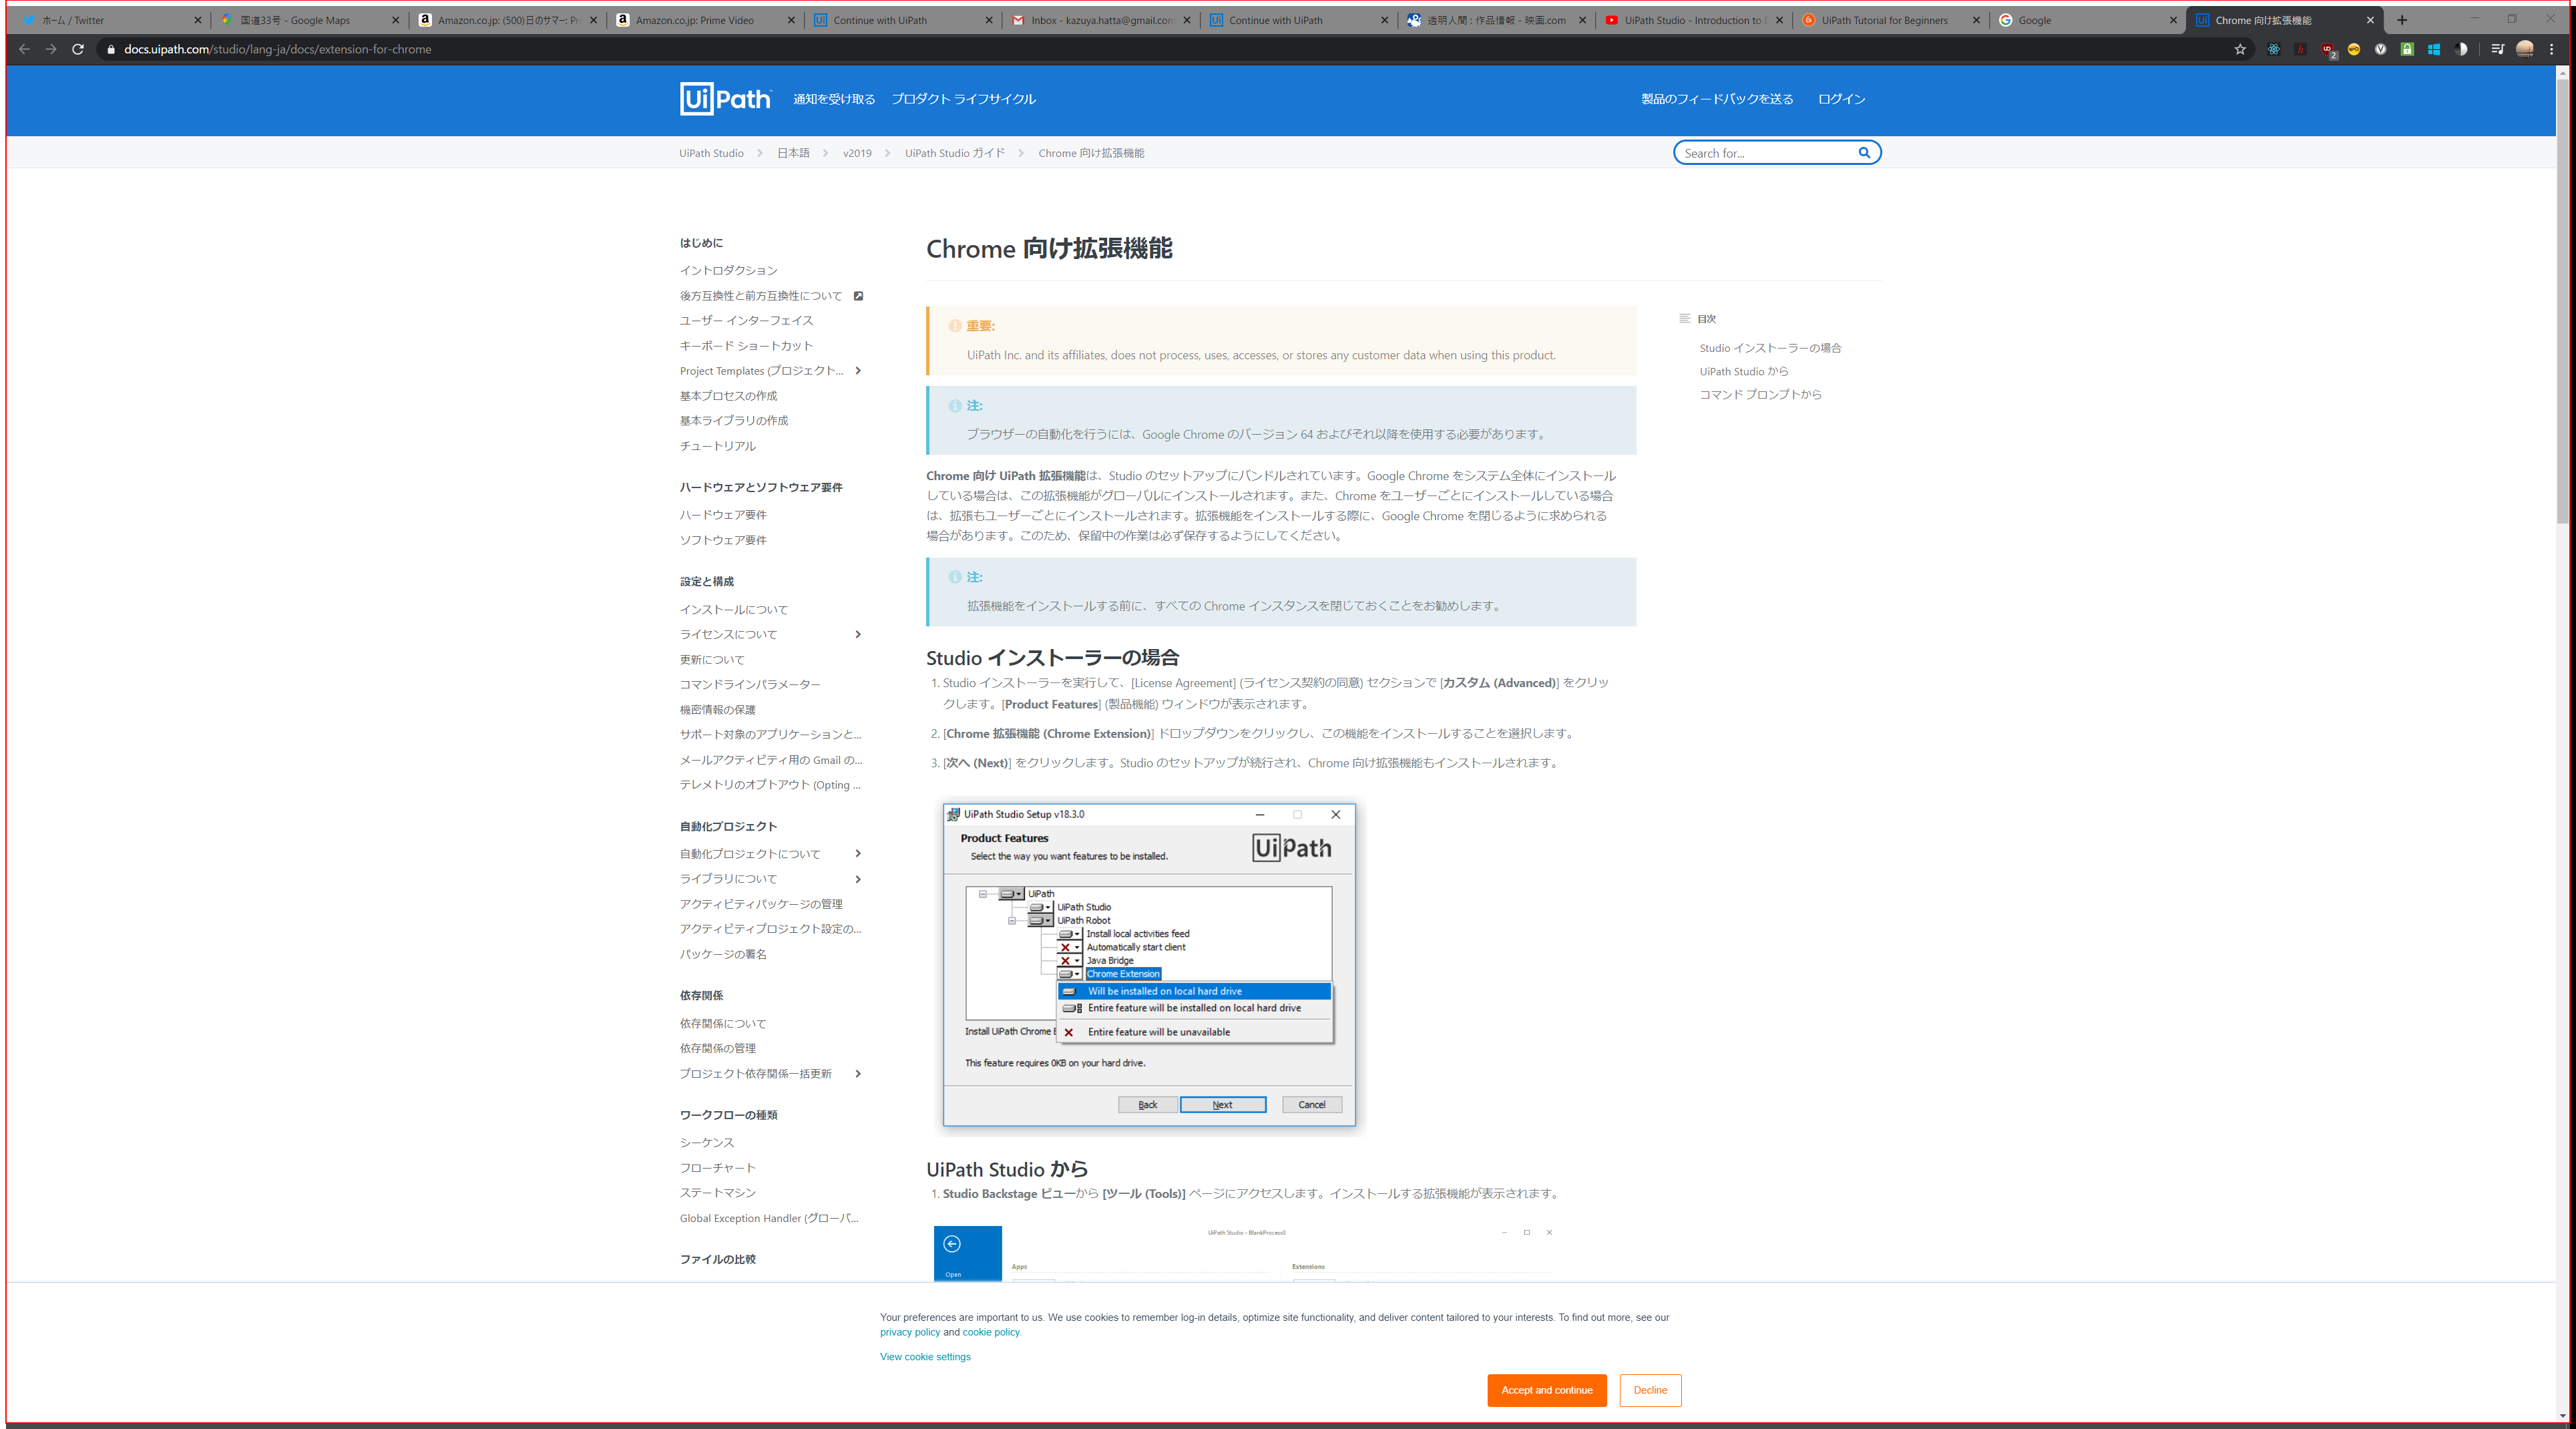 ホーム / Twitter
国道33号 - Google Maps
Amazon.co.jp: (500)日のサマー: Pri
Amazon.co.jp: Prime Video
Continue with UiPath
Inbox - kazuya.hatta@gmail.com
Continue with UiPath
透明人間 : 作品情報 - 映画.com
UiPath Studio - Introduction to
UiPath Tutorial for Beginners
Google
Chrome 向け拡張機能
docs.uipath.com/studio/lang-ja/docs/extension-for-chrome
UiPath 通知を受け取る プロダクト ライフサイクル 製品のフィードバックを送る ログイン
UiPath Studio > 日本語 > v2019 > UiPath Studio ガイド > Chrome 向け拡張機能
Search for...
はじめに
イントロダクション
後方互換性と前方互換性について
ユーザー インターフェイス
キーボード ショートカット
Project Templates (プロジェクト...
基本プロセスの作成
基本ライブラリの作成
チュートリアル
ハードウェアとソフトウェア要件
ハードウェア要件
ソフトウェア要件
設定と構成
インストールについて
ライセンスについて
更新について
コマンドラインパラメーター
機密情報の保護
サポート対象のアプリケーションと...
メールアクティビティ用の Gmail の...
テレメトリのオプトアウト (Opting ...
自動化プロジェクト
自動化プロジェクトについて
ライブラリについて
アクティビティパッケージの管理
アクティビティプロジェクト設定の...
パッケージの署名
依存関係
依存関係について
依存関係の管理
プロジェクト依存関係一括更新
ワークフローの種類
シーケンス
フローチャート
ステートマシン
Global Exception Handler (グローバ...
ファイルの比較
Chrome 向け拡張機能
重要:
UiPath Inc. and its affiliates, does not process, uses, accesses, or stores any customer data when using this product.
注:
ブラウザーの自動化を行うには、Google Chrome のバージョン 64 およびそれ以降を使用する必要があります。
Chrome 向け UiPath 拡張機能は、Studio のセットアップにバンドルされています。Google Chrome をシステム全体にインストール
している場合は、この拡張機能がグローバルにインストールされます。また、Chrome をユーザーごとにインストールしている場合
は、拡張もユーザーごとにインストールされます。拡張機能をインストールする際に、Google Chrome を閉じるように求められる
場合があります。このため、保留中の作業は必ず保存するようにしてください。
注:
拡張機能をインストールする前に、すべての Chrome インスタンスを閉じておくことをお勧めします。
Studio インストーラーの場合
1. Studio インストーラーを実行して、[License Agreement] (ライセンス契約の同意) セクションで [カスタム (Advanced)] をクリッ
クします。[Product Features] (製品機能) ウィンドウが表示されます。
2. [Chrome 拡張機能 (Chrome Extension)] ドロップダウンをクリックし、この機能をインストールすることを選択します。
3. [次へ (Next)] をクリックします。Studio のセットアップが続行され、Chrome 向け拡張機能もインストールされます。
UiPath Studio Setup v18.3.0
Product Features
Select the way you want features to be installed.
UiPath
UiPath
UiPath Studio
UiPath Robot
Install local activities feed
Automatically start client
Java Bridge
Chrome Extension
Will be installed on local hard drive
Entire feature will be installed on local hard drive
Install UiPath Chrome E
Entire feature will be unavailable
This feature requires 0KB on your hard drive.
Back Next Cancel
UiPath Studio から
1. Studio Backstage ビューから [ツール (Tools)] ページにアクセスします。インストールする拡張機能が表示されます。
UiPath Studio - BlankProcess8
Open
Apps
Extensions
目次
Studio インストーラーの場合
UiPath Studio から
コマンド プロンプトから
Your preferences are important to us. We use cookies to remember log-in details, optimize site functionality, and deliver content tailored to your interests. To find out more, see our
privacy policy and cookie policy.
View cookie settings
Accept and continue
Decline